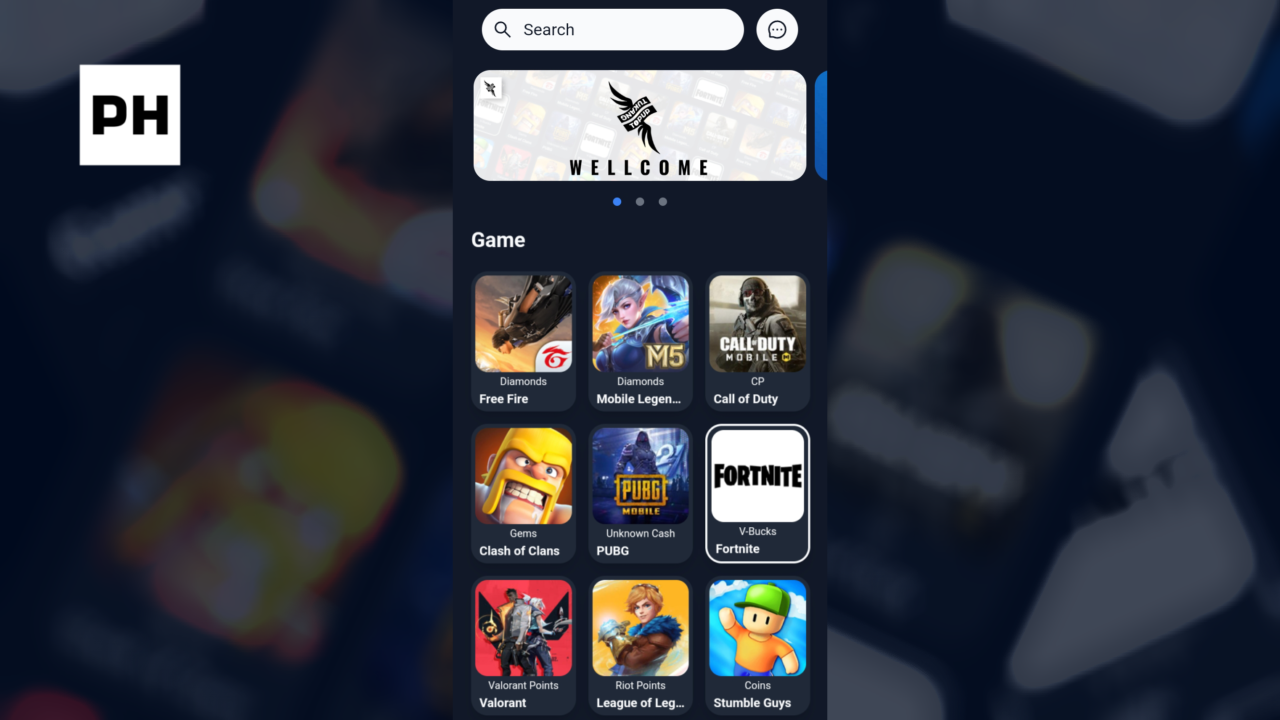 Search
PH
WELLCOME
Game
M5
CALL OF DUTY
MOBILE
Diamonds
Diamonds
CP
Free Fire
Mobile Legen...
Call of Duty
PUBG
MOBILE
FORTNITE
Gems
Unknown Cash
V-Bucks
Clash of Clans
PUBG
Fortnite
Valorant Points
Riot Points
Coins
Valorant
League of Leg...
Stumble Guys